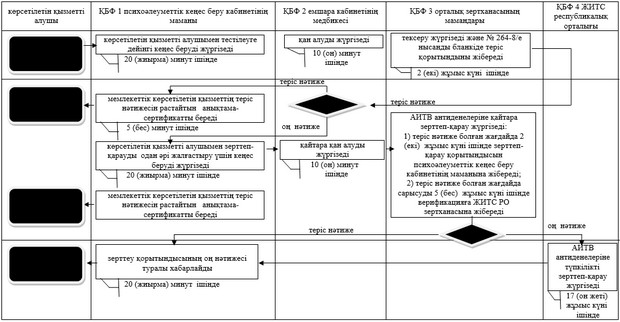 көрсетілетін қызметті
алушы
ҚБФ 1 психоәлеуметтік кеңес беру кабинетінің
маманы
ҚБФ 2 емшара кабинетінің
медбикесі
ҚБФ 3 орталық зертхананың
мамандары
ҚБФ 4 ЖИТС
республикалық
орталығы
көрсетілетін қызметті алушымен тестілеуге
дейінгі кеңес беруді жүргізеді
20 (жиырма) минут
ішінде
қан алуды жүргізеді
10 (он) минут
ішінде
тексеру жүргізеді және № 264-8/е
нысанды бланкіде теріс
қорытындыны жібереді
2 (екі) жұмыс күні ішінде
теріс нәтиже
теріс нәтиже
мемлекеттік көрсетілетін қызметтің теріс
нәтижесін растайтын анықтама-
сертификатты береді
5 (бес) минут ішінде
оң нәтиже
көрсетілетін қызметті алушымен зерттеп-
қарауды одан әрі жалғастыру үшін кеңес
беруді жүргізеді
20 (жиырма) минут ішінде
қайтара қан алуды
жүргізеді
10 (он) минут
ішінде
АИТВ антиденелеріне қайтара
зерттеп-қарау жүргізеді:
1) теріс нәтиже болған жағдайда 2
(екі) жұмыс күні ішінде зерттеп-
қарау қорытындысын
психоәлеуметтік кеңес беру
кабинетінің маманына жібереді;
2) теріс нәтиже болған жағдайда
сарысуды 5 (бес) жұмыс күні ішінде
верификацияға ЖИТС РО
зертханасына жібереді
мемлекеттік көрсетілетін қызметтің теріс
нәтижесін растайтын анықтама-
сертификатты береді
теріс нәтиже
оң нәтиже
зерттеу қорытындысының оң нәтижесі
туралы хабарлайды
20 (жиырма) минут ішінде
АИТВ
антиденелеріне
түпкілікті
зерттеп-қарау
жүргізеді
17 (он жеті)
жұмыс күні
ішінде